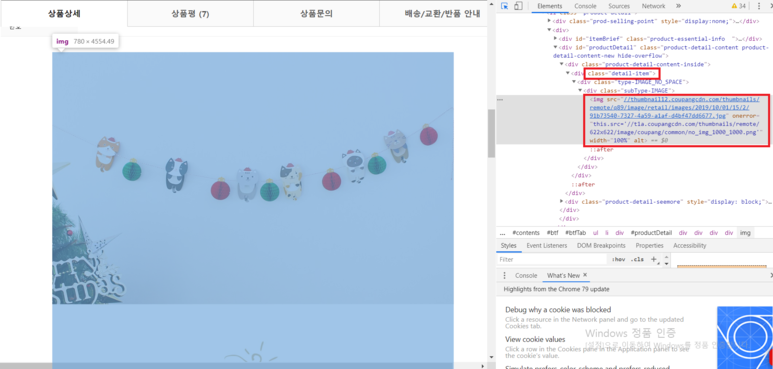 상품상세
상품평 (7)
상품문의
배송/교환/반품 안내
img 780 × 4554.49
Elements Console Sources Network » 34
<div class="prod-selling-point" style="display:none;">…</div>
<div>
<div id="itemBrief" class="product-essential-info ">…</div>
<div id="productDetail" class="product-detail-content product-
detail-content-new hide-overflow">
<div class="product-detail-content-inside">
<div class="detail-item">
<div class="type-IMAGE_NO_SPACE">
<div class="subType-IMAGE">
<img src="//thumbnail12.coupangcdn.com/thumbnails/
remote/q89/image/retail/images/2019/10/01/15/2/
91b73540-7327-4a59-a1af-d4bf47dd6677.jpg" onerror=
"this.src='//t1a.coupangcdn.com/thumbnails/remote/
622x622/image/coupang/common/no_img_1000_1000.png'"
width="100%" alt> == $0
::after
</div>
</div>
</div>
::after
</div>
<div class="product-detail-seemore" style="display: block;">…</div>
</div>
</div>
… #contents #btf #btfTab ul li div #productDetail div div div div img
Styles Event Listeners DOM Breakpoints Properties Accessibility
Filter :hov .cls +
Console What's New ×
Highlights from the Chrome 79 update
Debug why a cookie was blocked
Click a resource in the Network panel and go to the updated
Cookies tab.
View cookie values
Click a row in the Cookies pane in the Application panel to see
the cookie's value.
Windows 정품 인증
[설정]으로 이동하여 Windows를 정품
Simulate prefers-color-scheme and prefers-reduced-